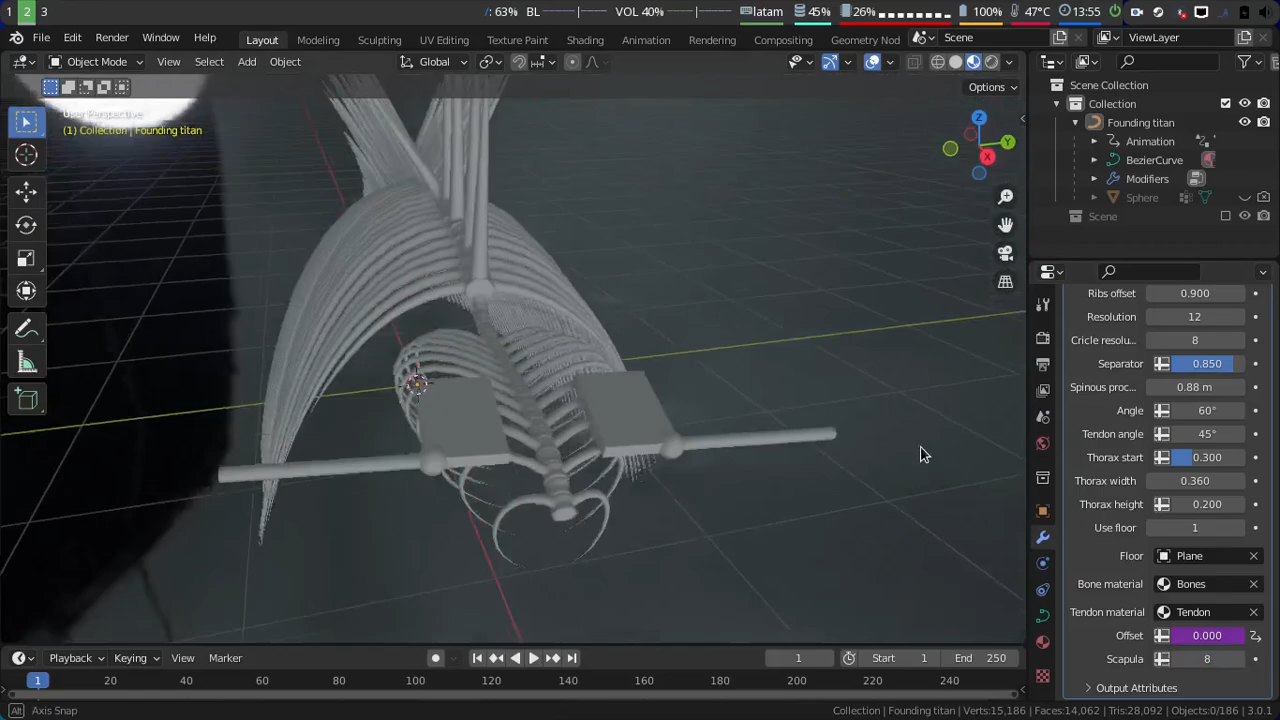 1 2 3 /: 63% BL VOL 40% latam 45% 26% 100% 47°C 13:55
File Edit Render Window Help Layout Modeling Sculpting UV Editing Texture Paint Shading Animation Rendering Compositing Geometry Nod Scene ViewLayer
Object Mode View Select Add Object Global
Options
User Perspective
(1) Collection | Founding titan
Z
Y
X
Scene Collection
Collection
Founding titan
Animation
BezierCurve
Modifiers
Sphere
Scene
Ribs offset 0.900
Resolution 12
Cricle resolu... 8
Separator 0.850
Spinous proc... 0.88 m
Angle 60°
Tendon angle 45°
Thorax start 0.300
Thorax width 0.360
Thorax height 0.200
Use floor 1
Floor Plane
Bone material Bones
Tendon material Tendon
Offset 0.000
Scapula 8
Output Attributes
Playback Keying View Marker 1 Start 1 End 250
1 20 40 60 80 100 120 140 160 180 200 220 240
Alt Axis Snap Collection | Founding titan | Verts:15,186 | Faces:14,062 | Tris:28,092 | Objects:0/186 | 3.0.1